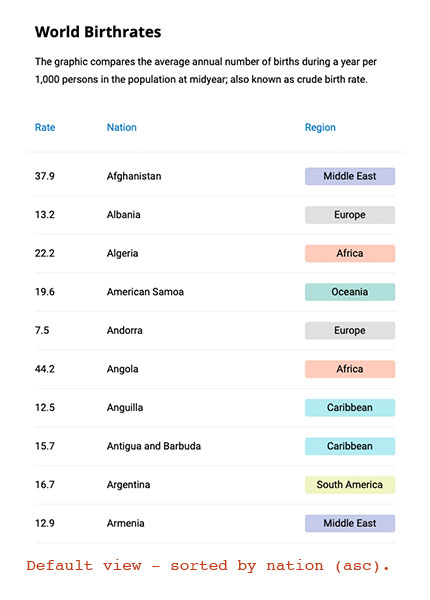 World Birthrates
The graphic compares the average annual number of births during a year per
1,000 persons in the population at midyear; also known as crude birth rate.
Rate Nation Region
37.9 Afghanistan Middle East
13.2 Albania Europe
22.2 Algeria Africa
19.6 American Samoa Oceania
7.5 Andorra Europe
44.2 Angola Africa
12.5 Anguilla Caribbean
15.7 Antigua and Barbuda Caribbean
16.7 Argentina South America
12.9 Armenia Middle East
Default view - sorted by nation (asc).